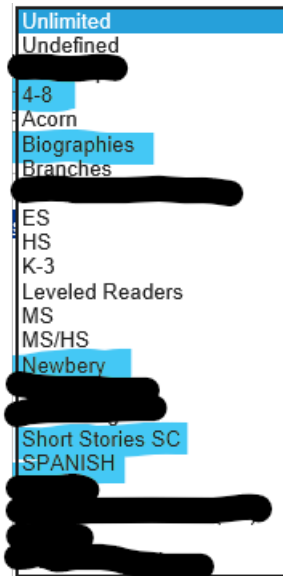 Unlimited
Undefined
4-8
Acorn
Biographies
Branches
ES
HS
K-3
Leveled Readers
MS
MS/HS
Newbery
Short Stories SC
SPANISH